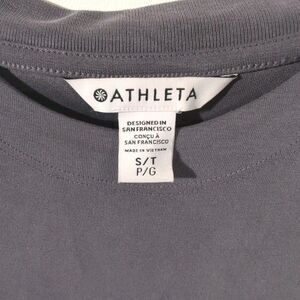 ATHLETA
DESIGNED IN
SAN FRANCISCO
CONÇU À
SAN FRANCISCO
MADE IN VIETNAM
S/T
P/G